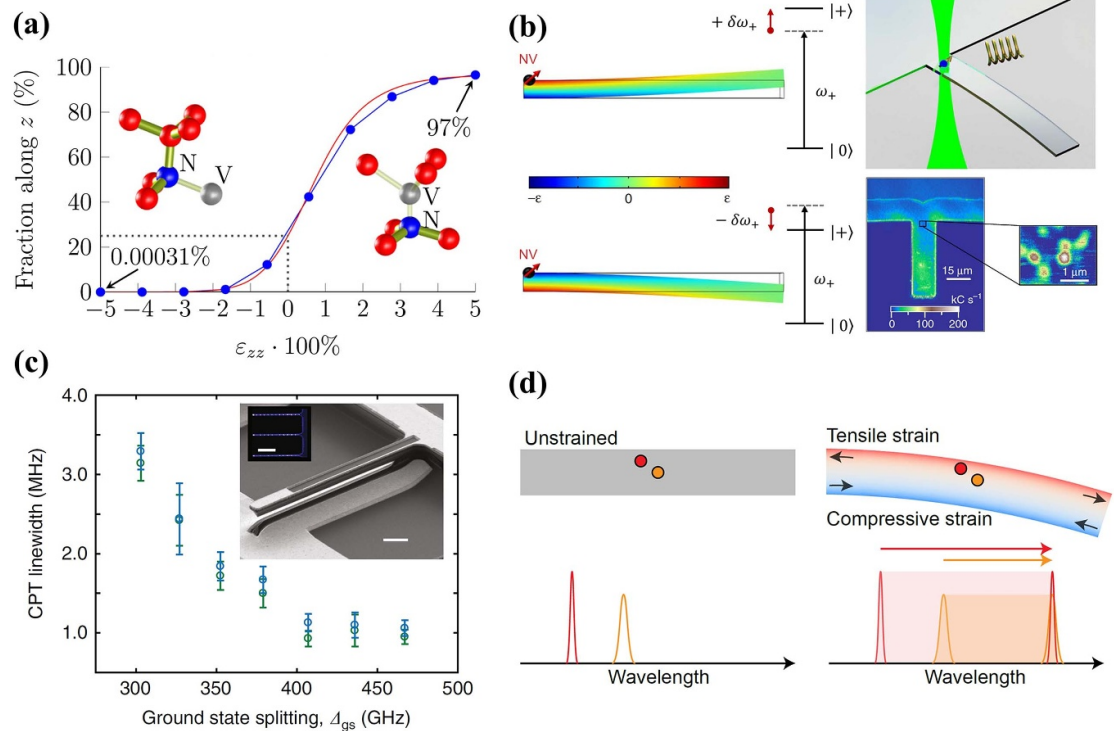 (a)
Fraction along z (%)
100
80
60
40
20
0
N
V
0.00031%
97%
V
N
−5 −4 −3 −2 −1 0 1 2 3 4 5
ε_zz · 100%
(b)
NV
+ δω₊
|+⟩
ω₊
|0⟩
−ε 0 ε
NV
− δω₊
|+⟩
ω₊
|0⟩
15 μm
kC s⁻¹
0 100 200
1 μm
(c)
CPT linewidth (MHz)
4.0
3.0
2.0
1.0
300 350 400 450 500
Ground state splitting, Δgs (GHz)
(d)
Unstrained
Tensile strain
Compressive strain
Wavelength
Wavelength